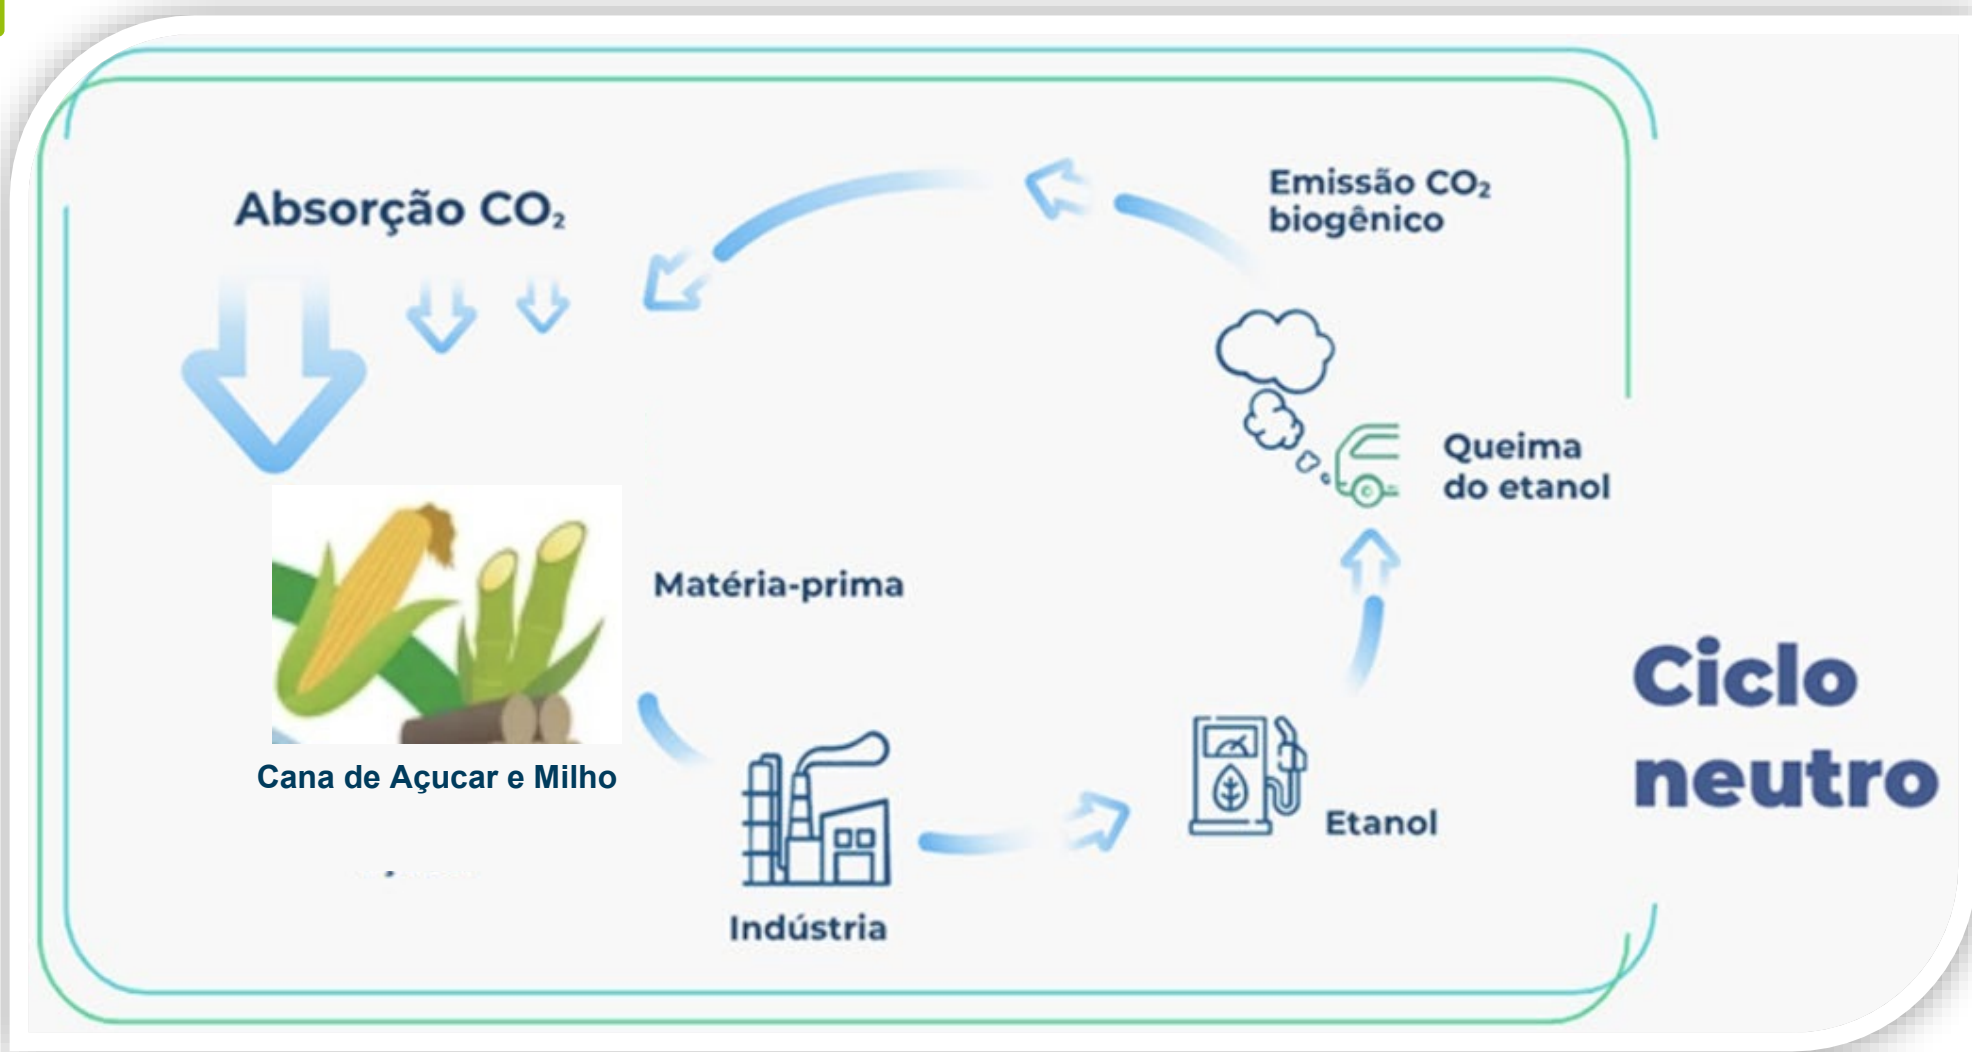 Absorção CO₂
Emissão CO₂
biogênico
Queima
do etanol
Matéria-prima
Cana de Açucar e Milho
Indústria
Etanol
Ciclo
neutro